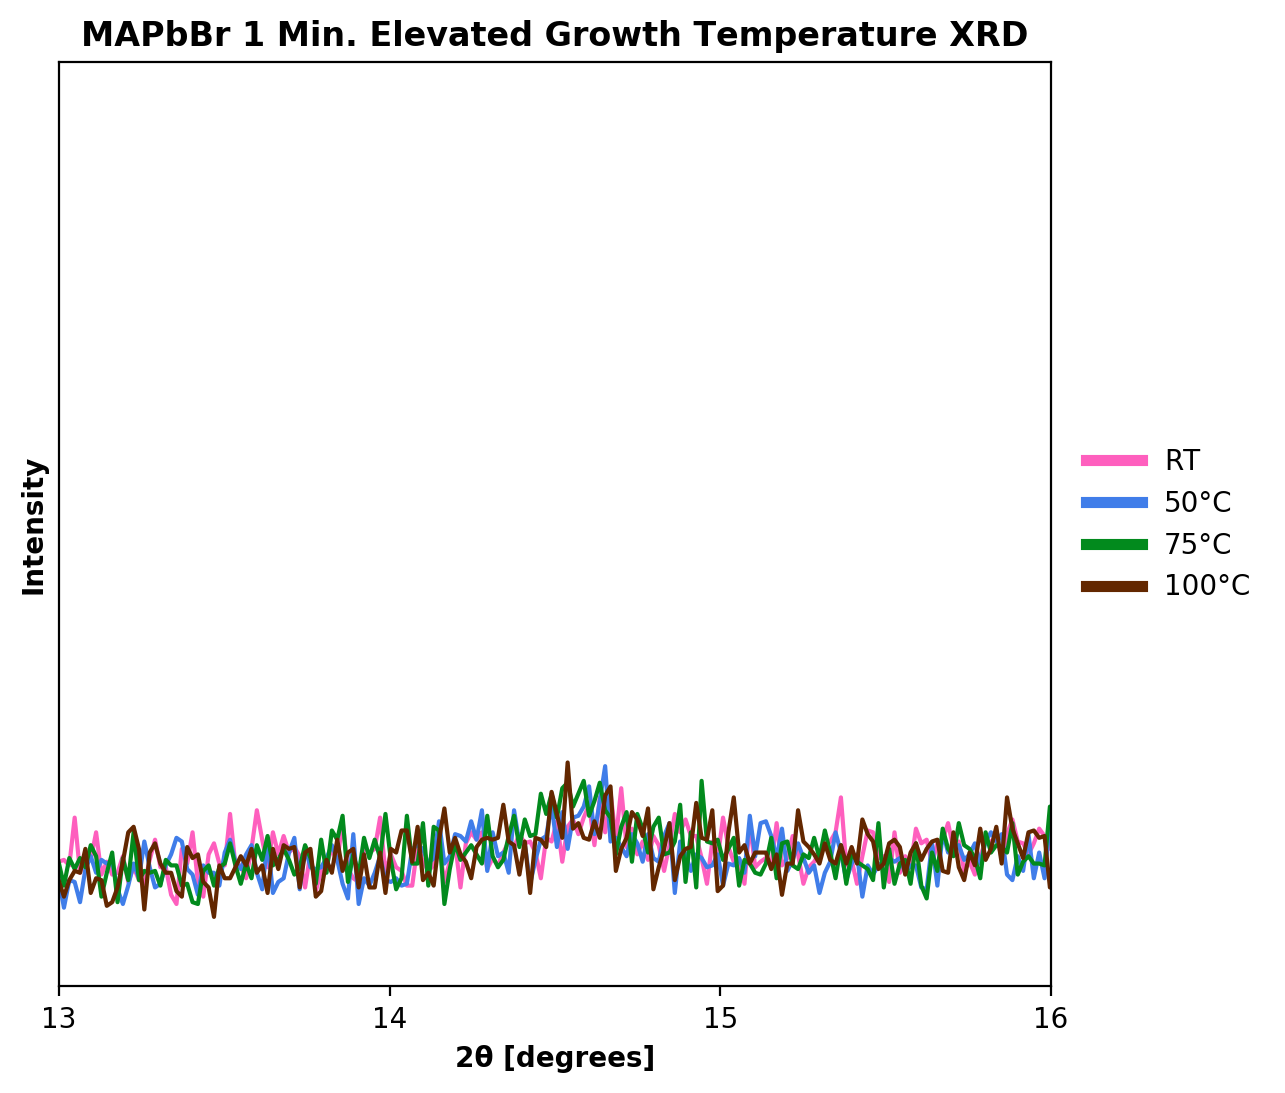 MAPbBr 1 Min. Elevated Growth Temperature XRD
Intensity
RT
50°C
75°C
100°C
13
14
15
16
2θ [degrees]